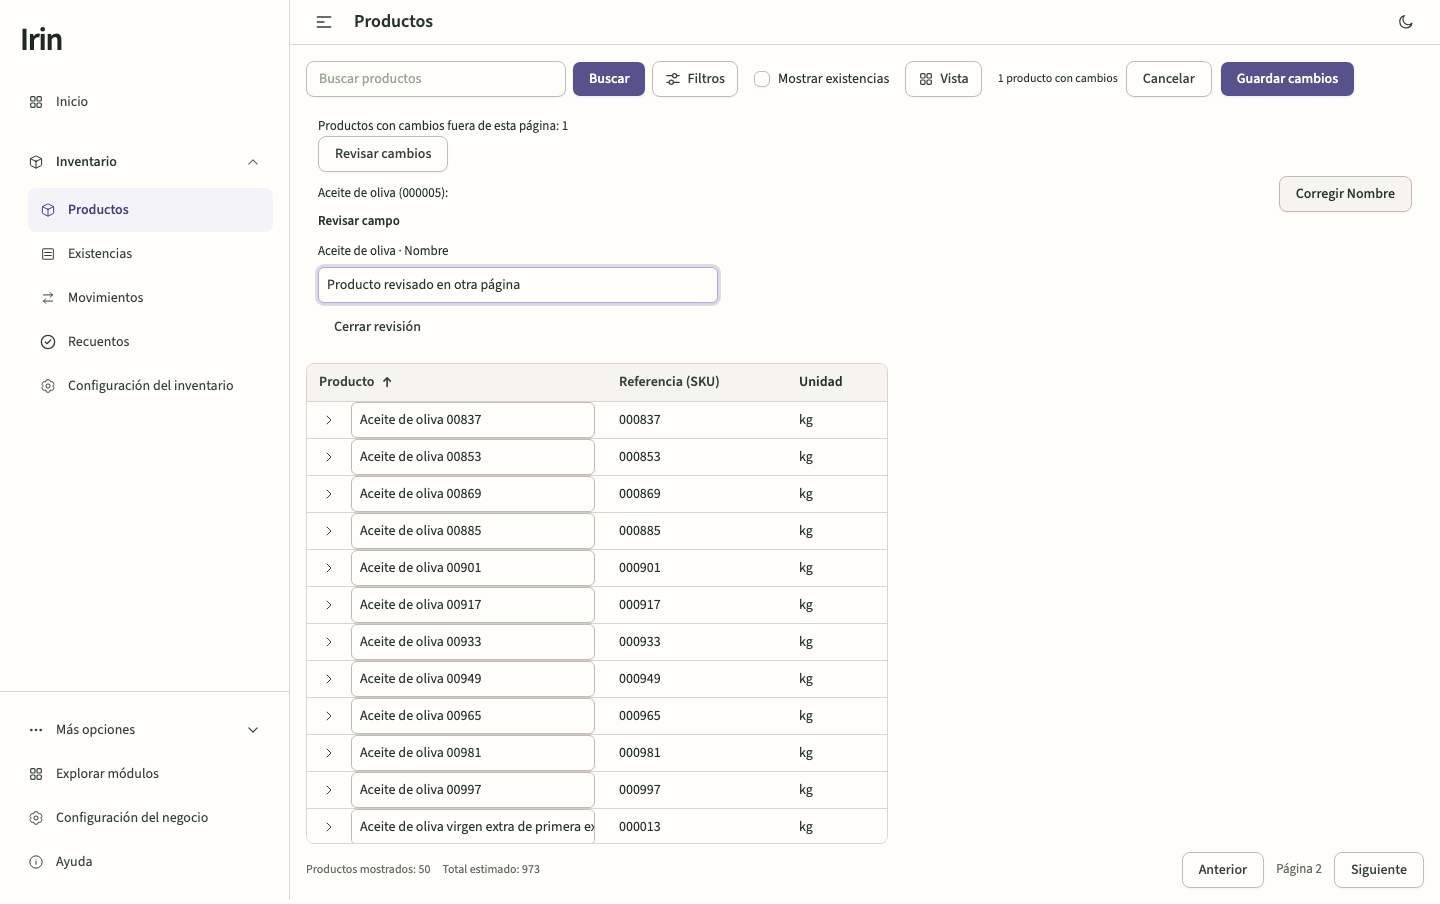 Irin
Productos
Inicio
Inventario
Productos
Existencias
Movimientos
Recuentos
Configuración del inventario
Más opciones
Explorar módulos
Configuración del negocio
Ayuda
Buscar productos
Buscar
Filtros
Mostrar existencias
Vista
1 producto con cambios
Cancelar
Guardar cambios
Productos con cambios fuera de esta página: 1
Revisar cambios
Aceite de oliva (000005):
Corregir Nombre
Revisar campo
Aceite de oliva · Nombre
Producto revisado en otra página
Cerrar revisión
Producto Referencia (SKU) Unidad
Aceite de oliva 00837 000837 kg
Aceite de oliva 00853 000853 kg
Aceite de oliva 00869 000869 kg
Aceite de oliva 00885 000885 kg
Aceite de oliva 00901 000901 kg
Aceite de oliva 00917 000917 kg
Aceite de oliva 00933 000933 kg
Aceite de oliva 00949 000949 kg
Aceite de oliva 00965 000965 kg
Aceite de oliva 00981 000981 kg
Aceite de oliva 00997 000997 kg
Aceite de oliva virgen extra de primera ex 000013 kg
Productos mostrados: 50 Total estimado: 973
Anterior
Página 2
Siguiente